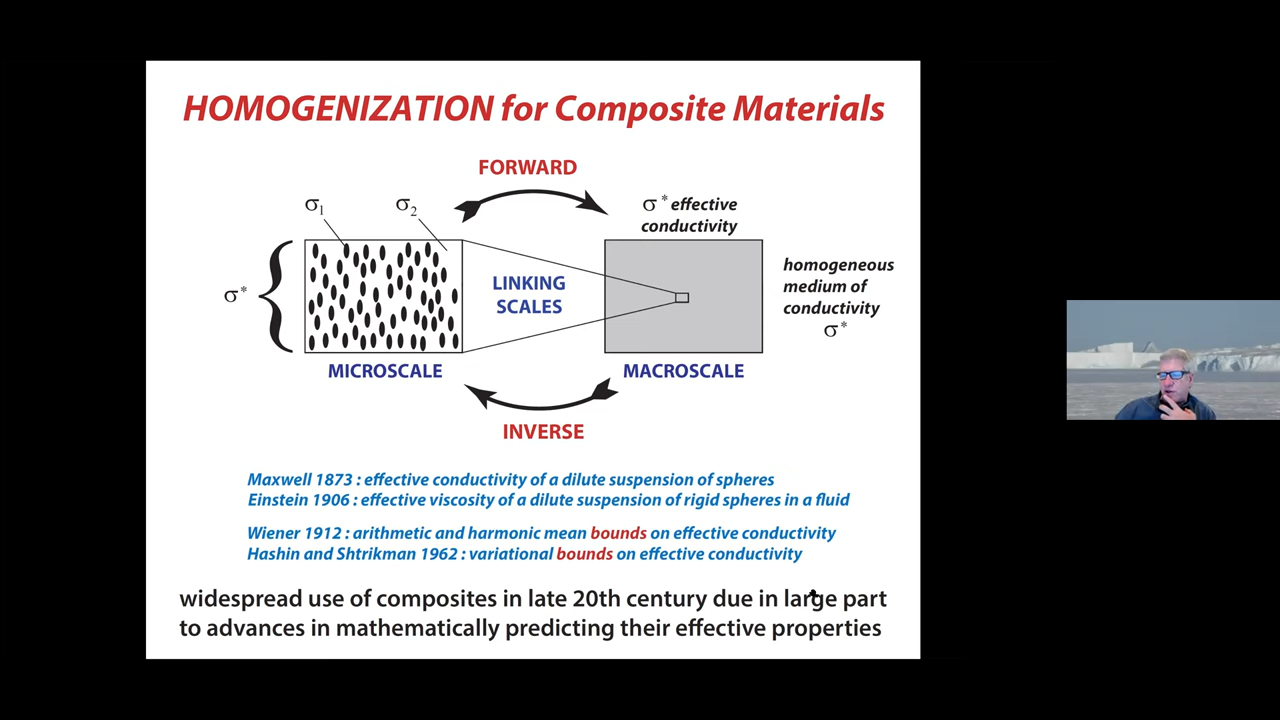 HOMOGENIZATION for Composite Materials
FORWARD
σ1
σ2
σ* effective
conductivity
σ*
LINKING
SCALES
homogeneous
medium of
conductivity
σ*
MICROSCALE
MACROSCALE
INVERSE
Maxwell 1873 : effective conductivity of a dilute suspension of spheres
Einstein 1906 : effective viscosity of a dilute suspension of rigid spheres in a fluid
Wiener 1912 : arithmetic and harmonic mean bounds on effective conductivity
Hashin and Shtrikman 1962 : variational bounds on effective conductivity
widespread use of composites in late 20th century due in large part
to advances in mathematically predicting their effective properties